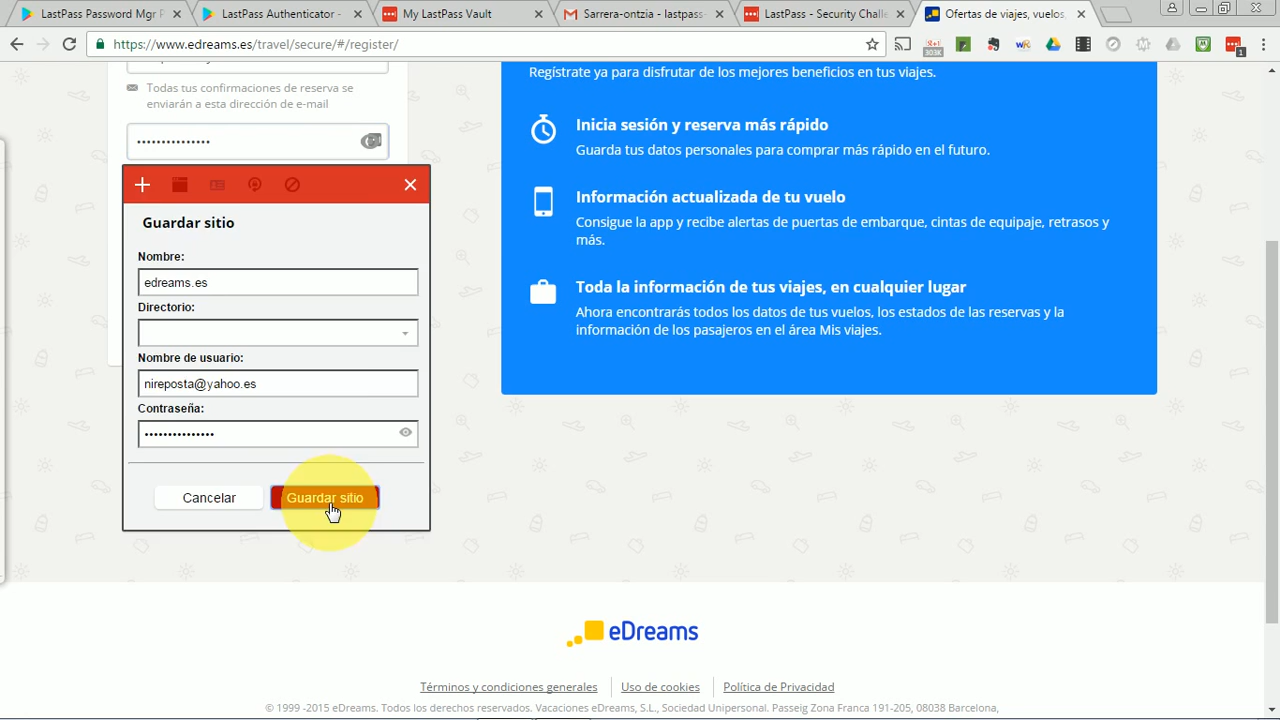 LastPass Password Mgr P
LastPass Authenticator -
My LastPass Vault
Sarrera-ontzia - lastpass-
LastPass - Security Chall
Ofertas de viajes, vuelos,
https://www.edreams.es/travel/secure/#/register/
303K
1
Todas tus confirmaciones de reserva se
enviarán a esta dirección de e-mail
Regístrate ya para disfrutar de los mejores beneficios en tus viajes.
Inicia sesión y reserva más rápido
Guarda tus datos personales para comprar más rápido en el futuro.
Información actualizada de tu vuelo
Consigue la app y recibe alertas de puertas de embarque, cintas de equipaje, retrasos y
más.
Toda la información de tus viajes, en cualquier lugar
Ahora encontrarás todos los datos de tus vuelos, los estados de las reservas y la
información de los pasajeros en el área Mis viajes.
Guardar sitio
Nombre:
edreams.es
Directorio:
Nombre de usuario:
nireposta@yahoo.es
Contraseña:
Cancelar
Guardar sitio
eDreams
Términos y condiciones generales
Uso de cookies
Política de Privacidad
© 1999 -2015 eDreams. Todos los derechos reservados. Vacaciones eDreams, S.L., Sociedad Unipersonal. Passeig Zona Franca 191-205, 08038 Barcelona,